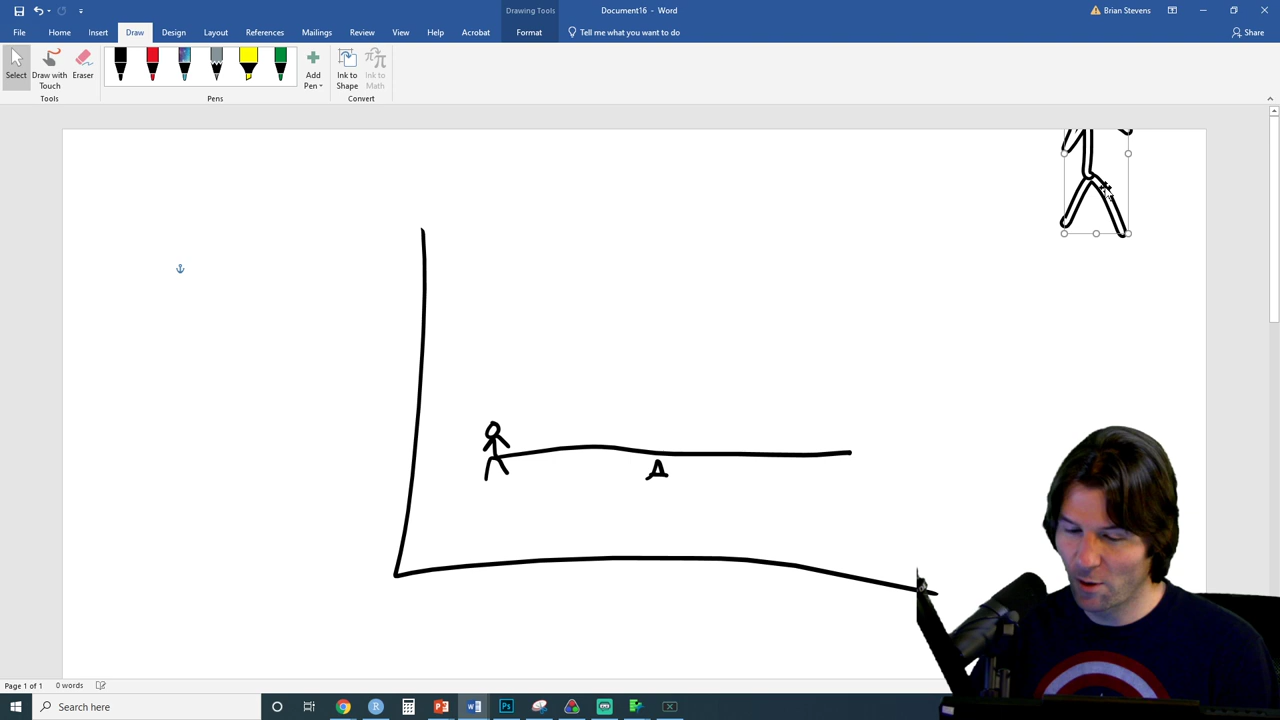 Drawing Tools
Document16 - Word
Brian Stevens
File Home Insert Draw Design Layout References Mailings Review View Help Acrobat Format Tell me what you want to do Share
Select
Draw with Touch
Eraser
Add Pen
Ink to Shape
Ink to Math
Tools
Pens
Convert
Page 1 of 1 0 words
Search here